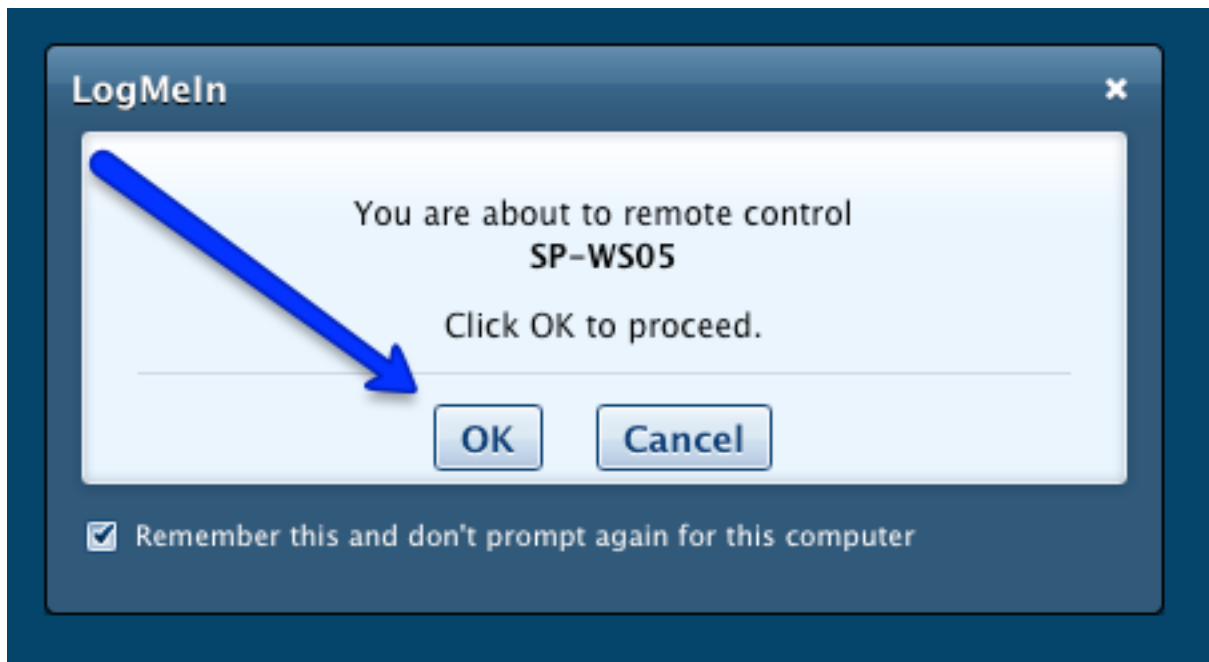 LogMeIn
You are about to remote control
SP-WS05
Click OK to proceed.
OK Cancel
Remember this and don't prompt again for this computer